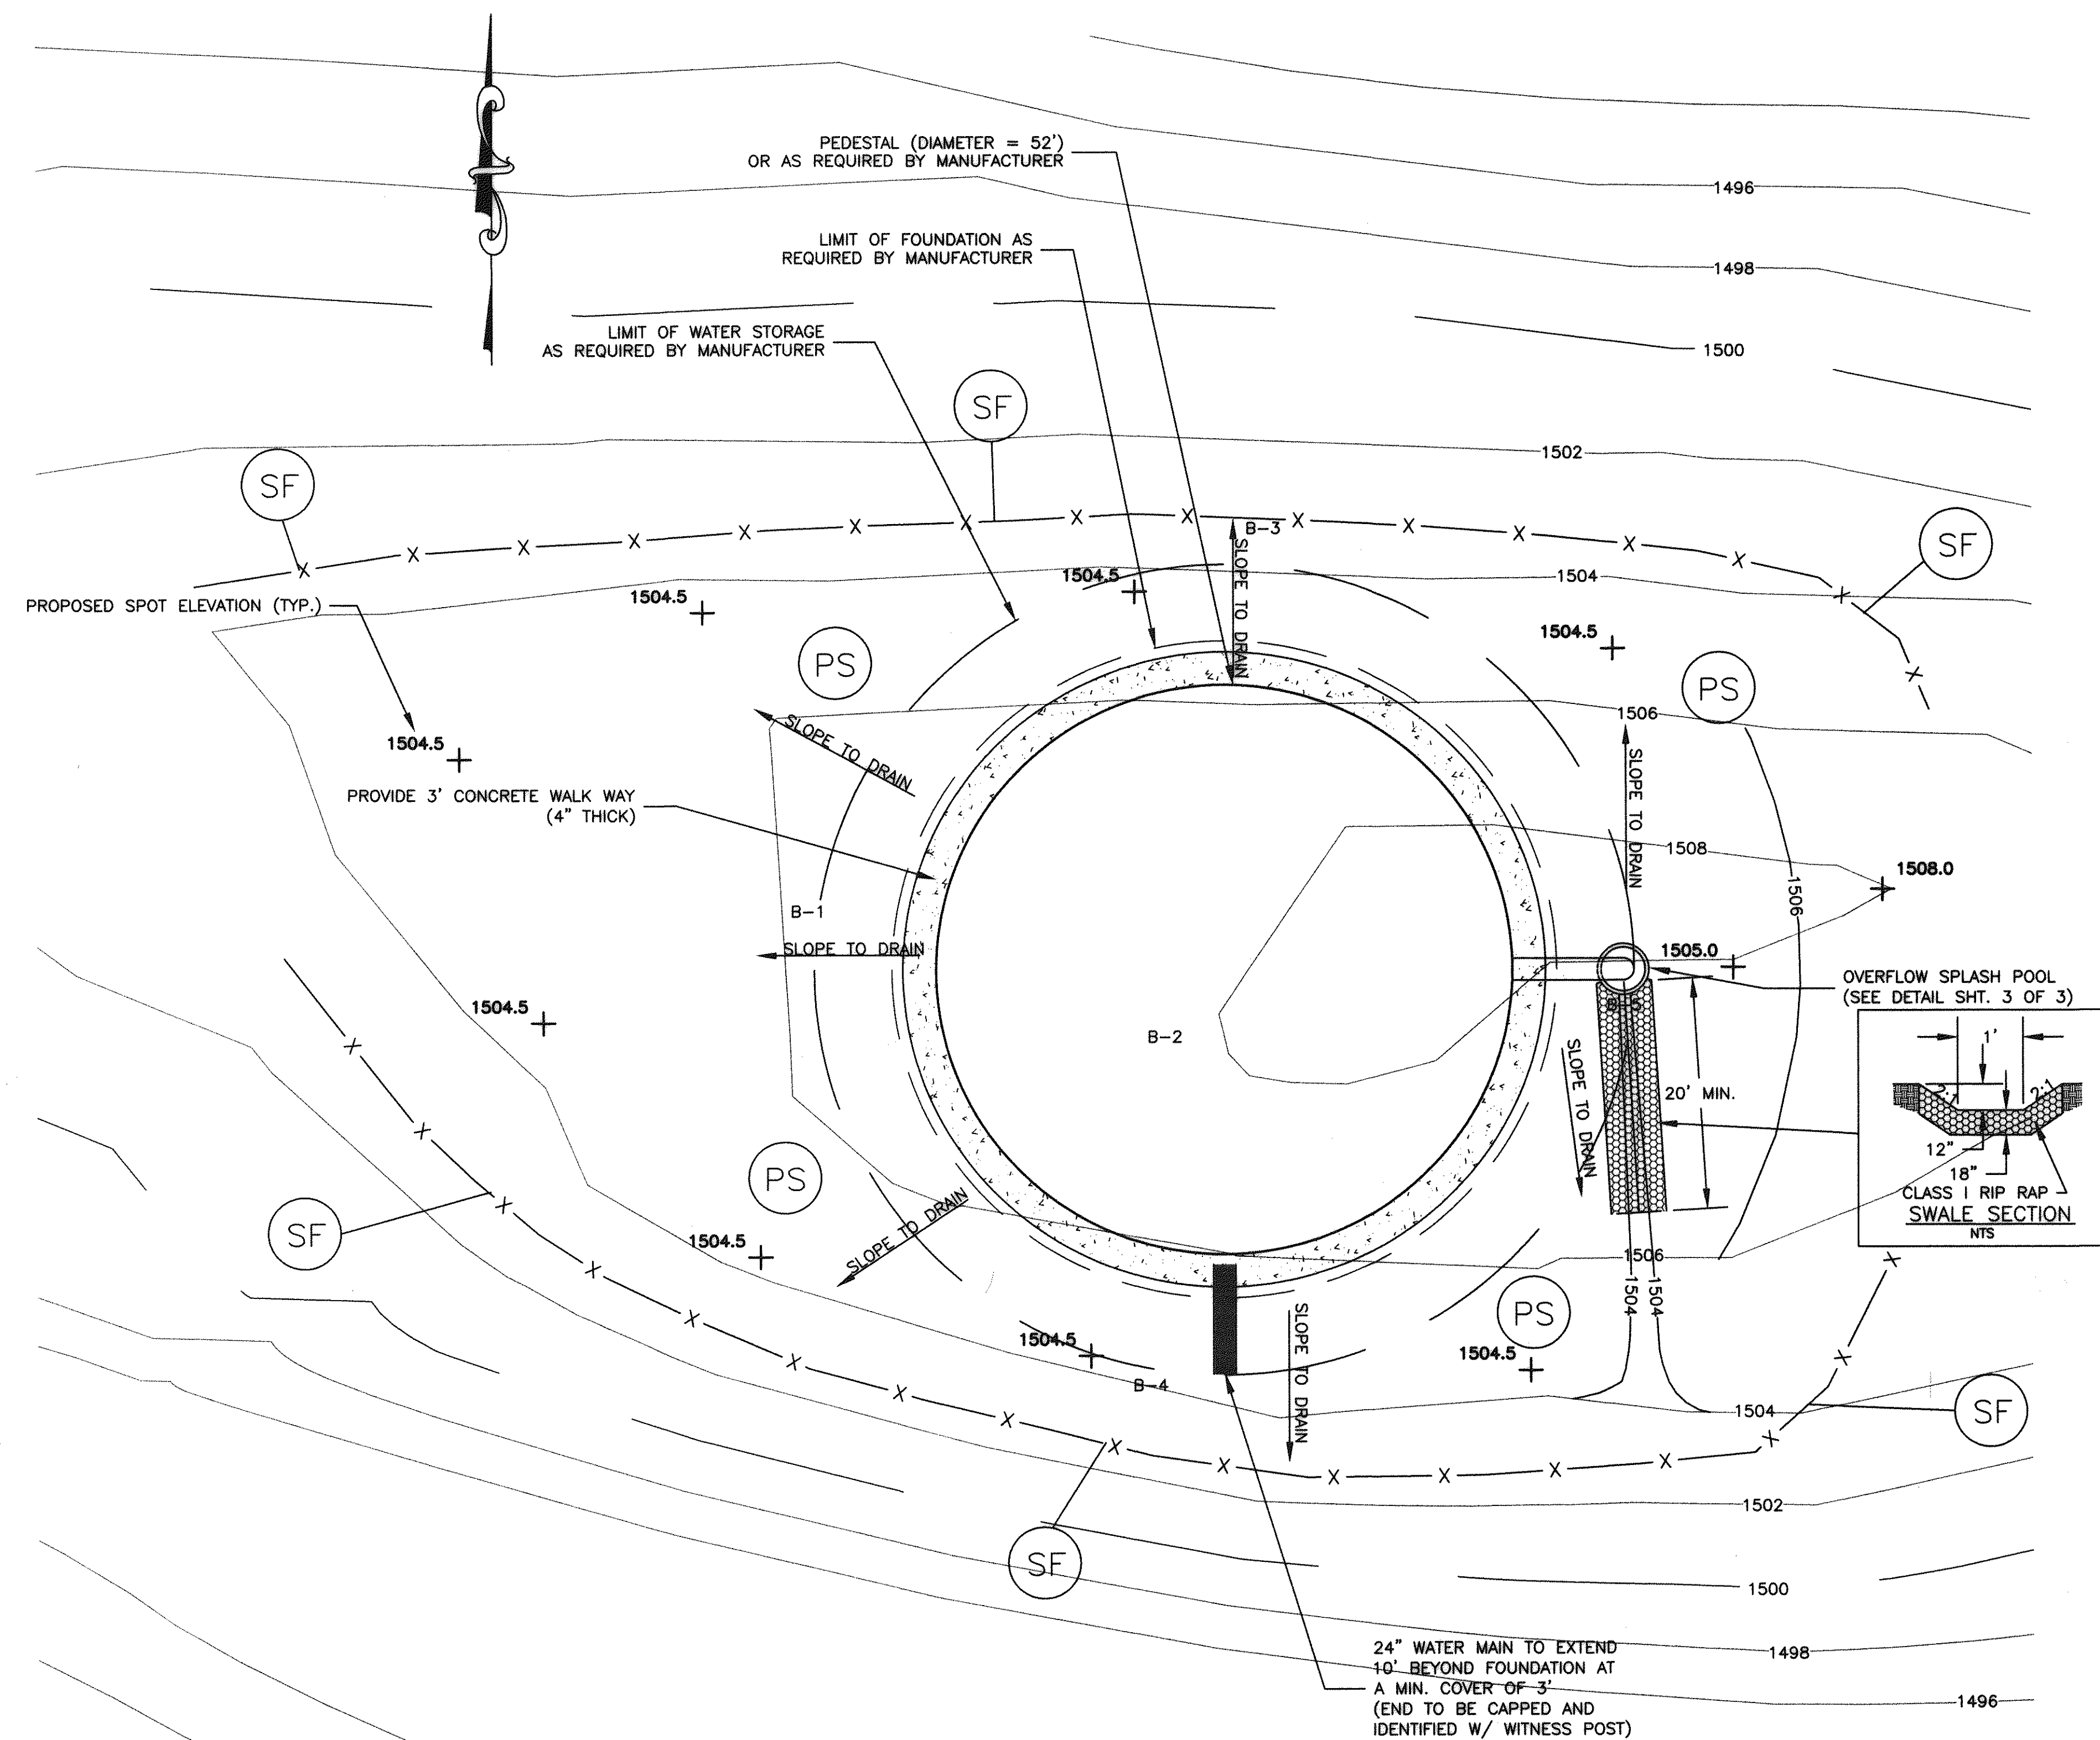 PEDESTAL (DIAMETER = 52')
OR AS REQUIRED BY MANUFACTURER
1496
LIMIT OF FOUNDATION AS
REQUIRED BY MANUFACTURER
1498
LIMIT OF WATER STORAGE
AS REQUIRED BY MANUFACTURER
1500
SF
1502
SF
B-3
SF
SLOPE TO DRAIN
1504.5
1504
PROPOSED SPOT ELEVATION (TYP.)
1504.5
1504.5
PS
PS
1506
SLOPE TO DRAIN
1504.5
SLOPE TO DRAIN
PROVIDE 3' CONCRETE WALK WAY
(4" THICK)
1508
1508.0
1506
B-1
SLOPE TO DRAIN
1505.0
OVERFLOW SPLASH POOL
(SEE DETAIL SHT. 3 OF 3)
1504.5
B-5
B-2
SLOPE TO DRAIN
20' MIN.
1'
2:1
2:1
12"
18"
CLASS I RIP RAP
SWALE SECTION
NTS
PS
SLOPE TO DRAIN
SF
1504.5
1506
1504
1504
PS
SLOPE TO DRAIN
1504.5
1504.5
B-4
1504
SF
1502
SF
1500
24" WATER MAIN TO EXTEND
10' BEYOND FOUNDATION AT
A MIN. COVER OF 3'
(END TO BE CAPPED AND
IDENTIFIED W/ WITNESS POST)
1498
1496